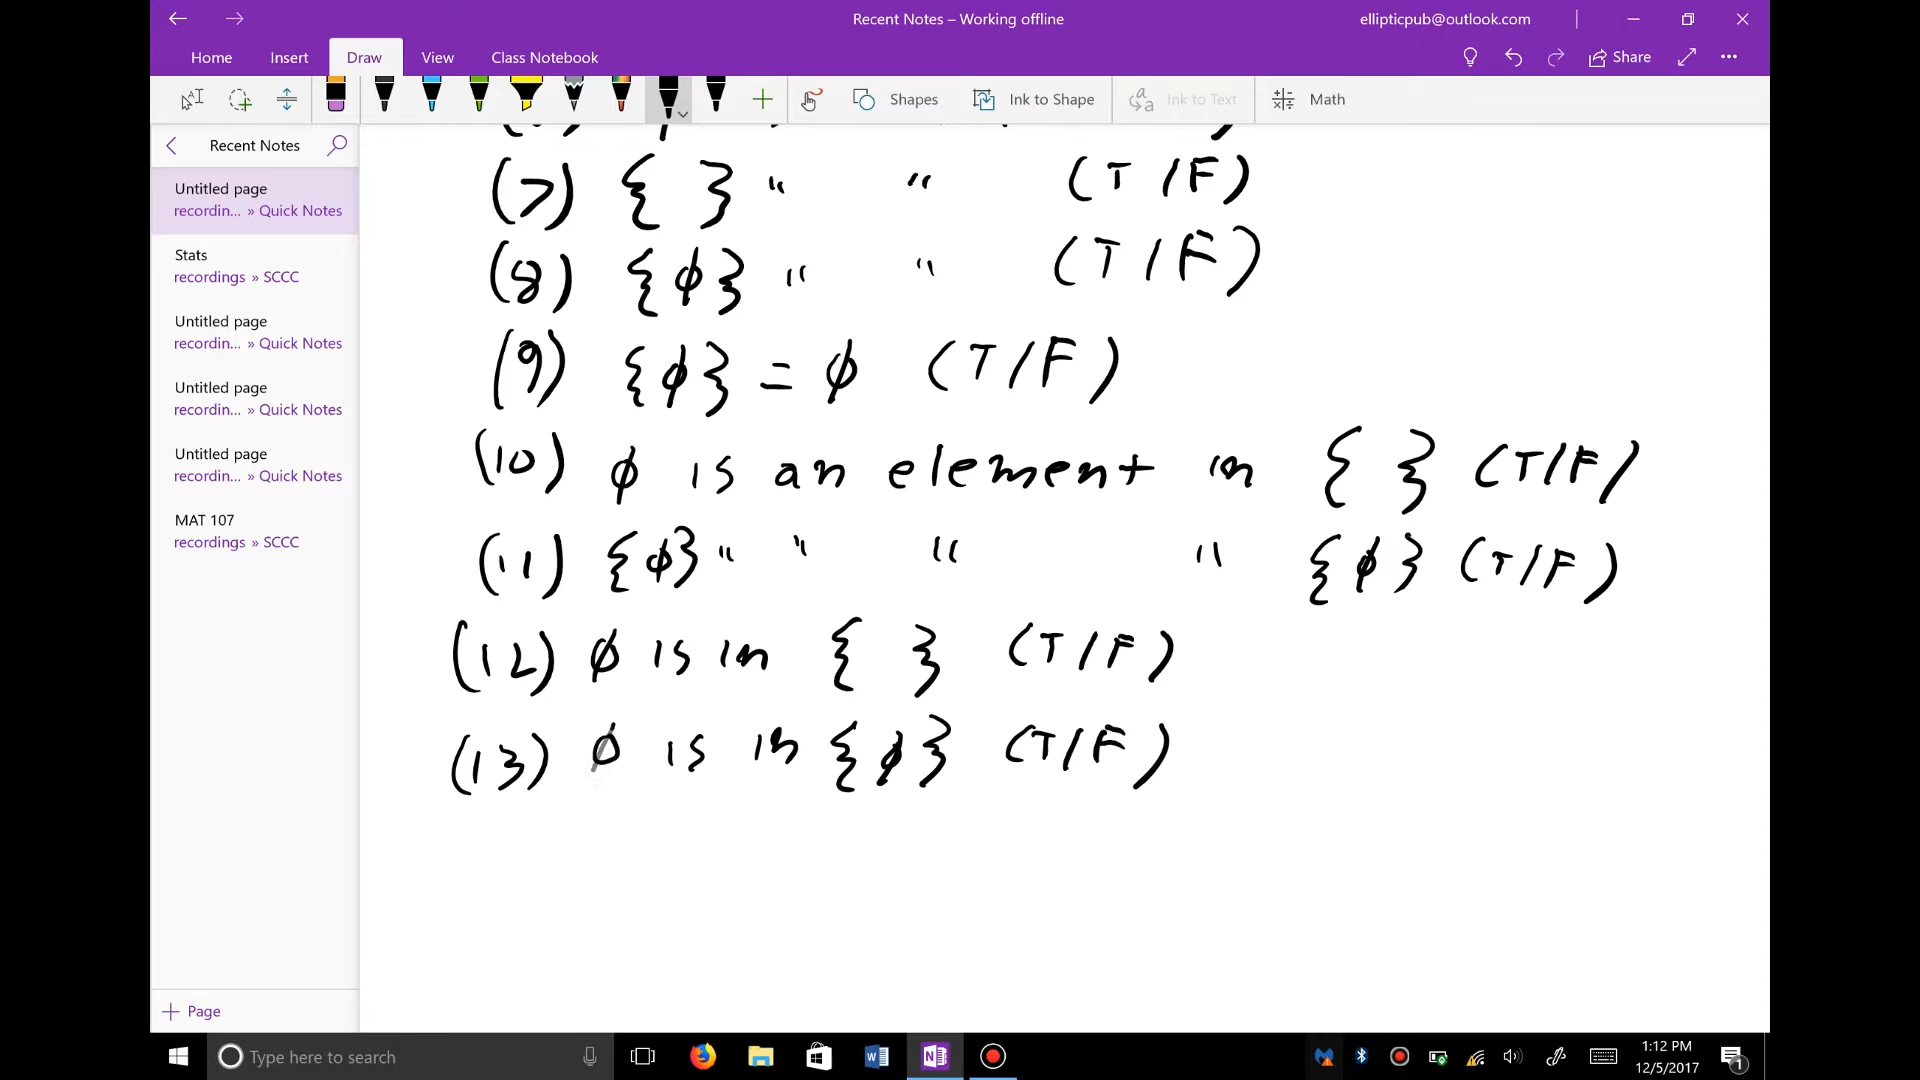 Recent Notes – Working offline
ellipticpub@outlook.com
Home Insert Draw View Class Notebook
Share
Shapes Ink to Shape Ink to Text Math
Recent Notes
Untitled page
recordin... » Quick Notes
Stats
recordings » SCCC
Untitled page
recordin... » Quick Notes
Untitled page
recordin... » Quick Notes
Untitled page
recordin... » Quick Notes
MAT 107
recordings » SCCC
Page
(7) { } " " (T/F)
(8) {ϕ} " " (T/F)
(9) {ϕ} = ϕ (T/F)
(10) ϕ is an element in { } (T/F)
(11) {ϕ} " " " " {ϕ} (T/F)
(12) ϕ is in { } (T/F)
(13) ϕ is in {ϕ} (T/F)
Type here to search
1:12 PM
12/5/2017
1